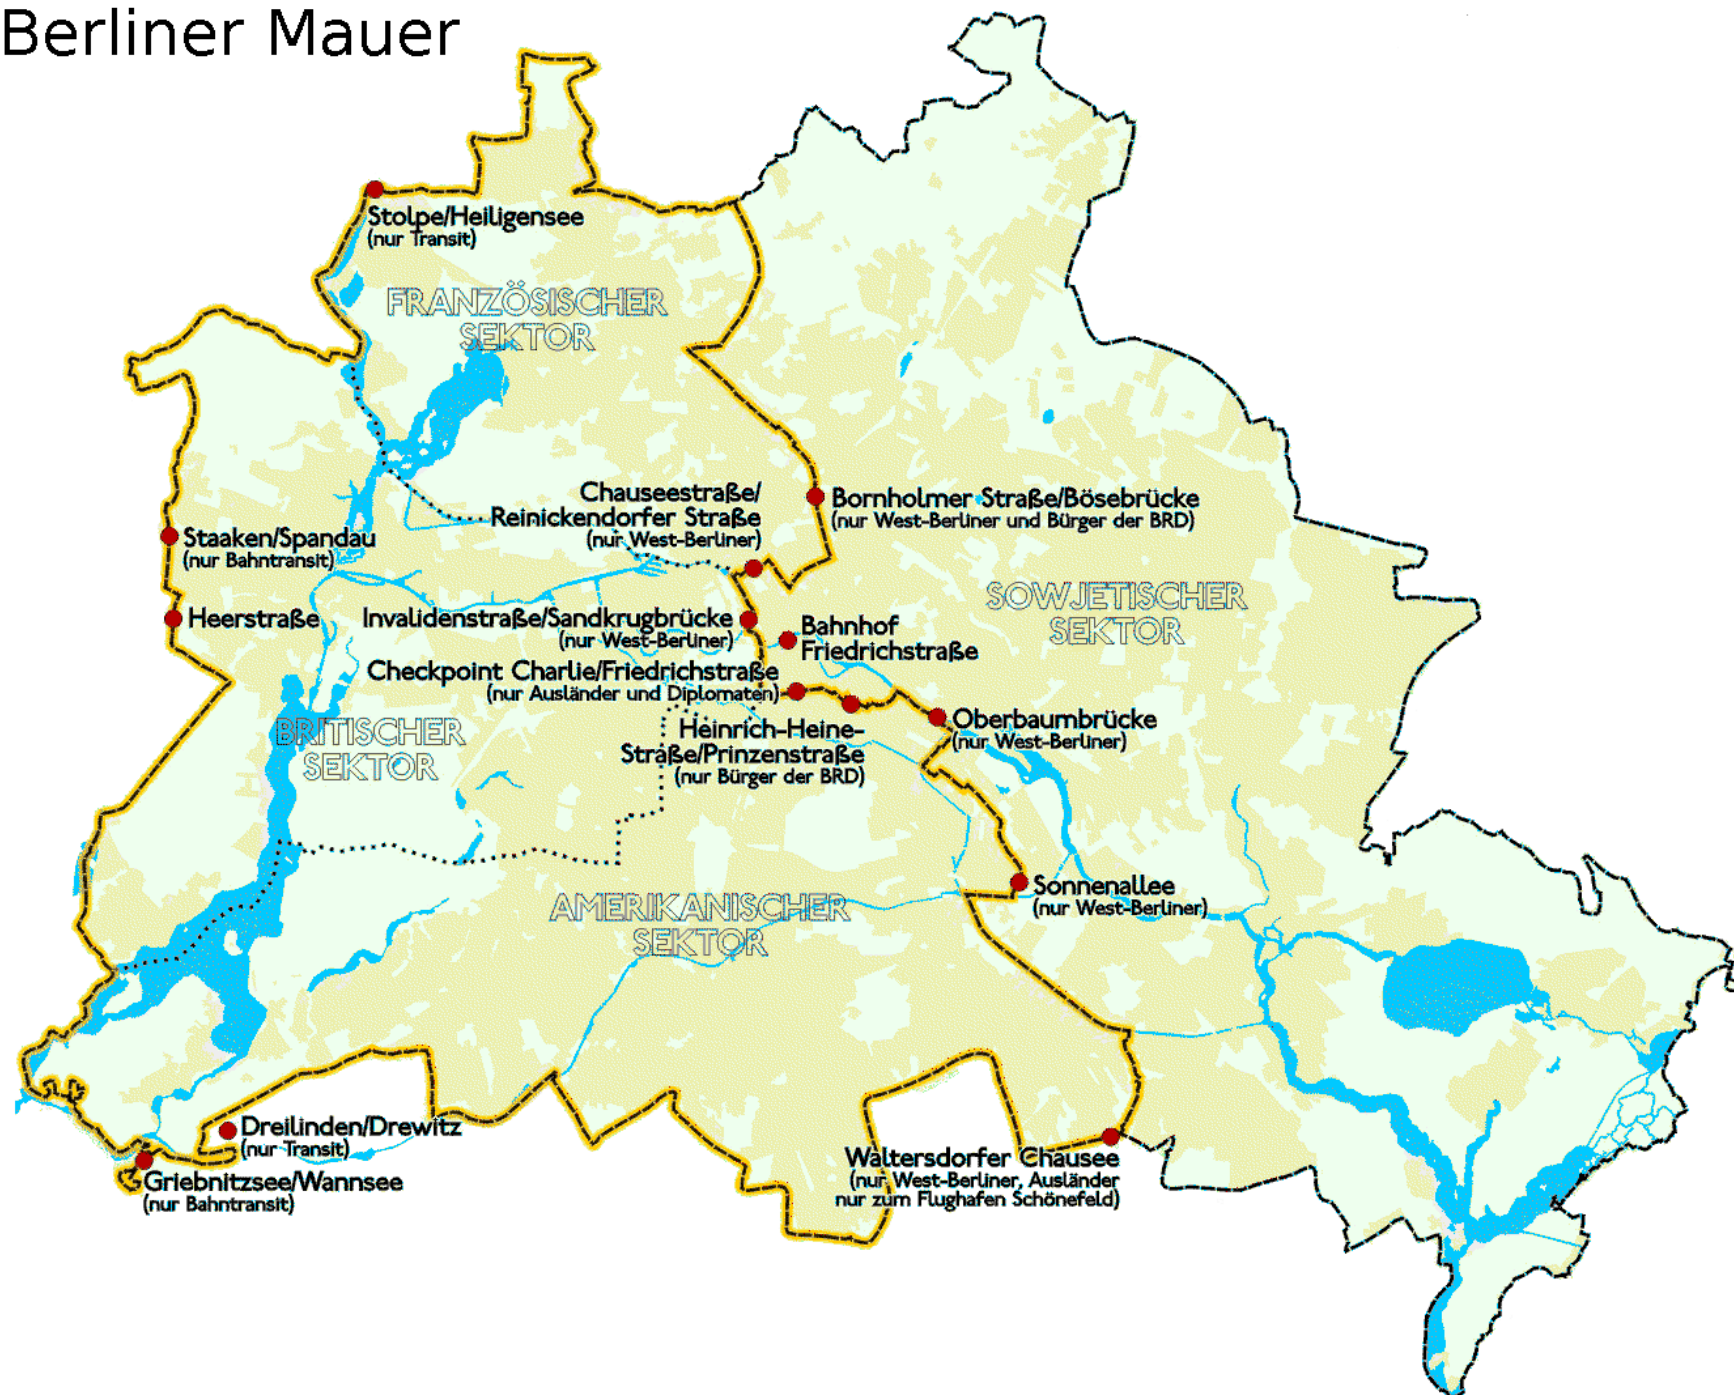 Berliner Mauer
Stolpe/Heiligensee
(nur Transit)
FRANZÖSISCHER
SEKTOR
Chauseestraße/
Reinickendorfer Straße
(nur West-Berliner)
Bornholmer Straße/Bösebrücke
(nur West-Berliner und Bürger der BRD)
Staaken/Spandau
(nur Bahntransit)
Heerstraße
Invalidenstraße/Sandkrugbrücke
(nur West-Berliner)
Bahnhof
Friedrichstraße
SOWJETISCHER
SEKTOR
Checkpoint Charlie/Friedrichstraße
(nur Ausländer und Diplomaten)
BRITISCHER
SEKTOR
Heinrich-Heine-
Straße/Prinzenstraße
(nur Bürger der BRD)
Oberbaumbrücke
(nur West-Berliner)
Sonnenallee
(nur West-Berliner)
AMERIKANISCHER
SEKTOR
Dreilinden/Drewitz
(nur Transit)
Griebnitzsee/Wannsee
(nur Bahntransit)
Waltersdorfer Chausee
(nur West-Berliner, Ausländer
nur zum Flughafen Schönefeld)